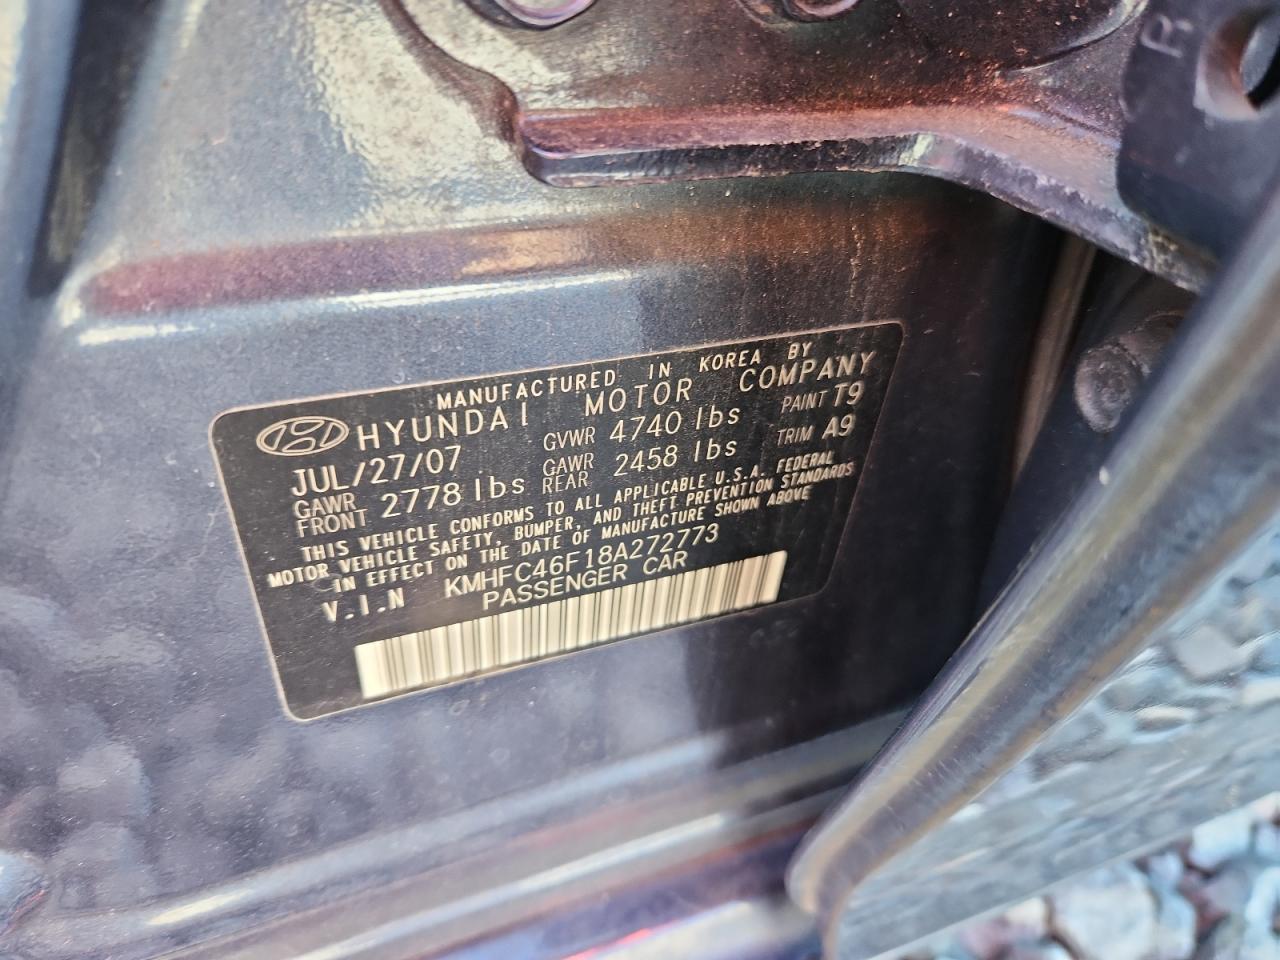 MANUFACTURED IN KOREA BY
HYUNDAI MOTOR COMPANY
JUL/27/07 GVWR 4740 lbs PAINT T9
GAWR FRONT 2778 lbs GAWR REAR 2458 lbs TRIM A9
THIS VEHICLE CONFORMS TO ALL APPLICABLE U.S.A. FEDERAL
MOTOR VEHICLE SAFETY, BUMPER, AND THEFT PREVENTION STANDARDS
IN EFFECT ON THE DATE OF MANUFACTURE SHOWN ABOVE
V.I.N KMHFC46F18A272773
PASSENGER CAR
R